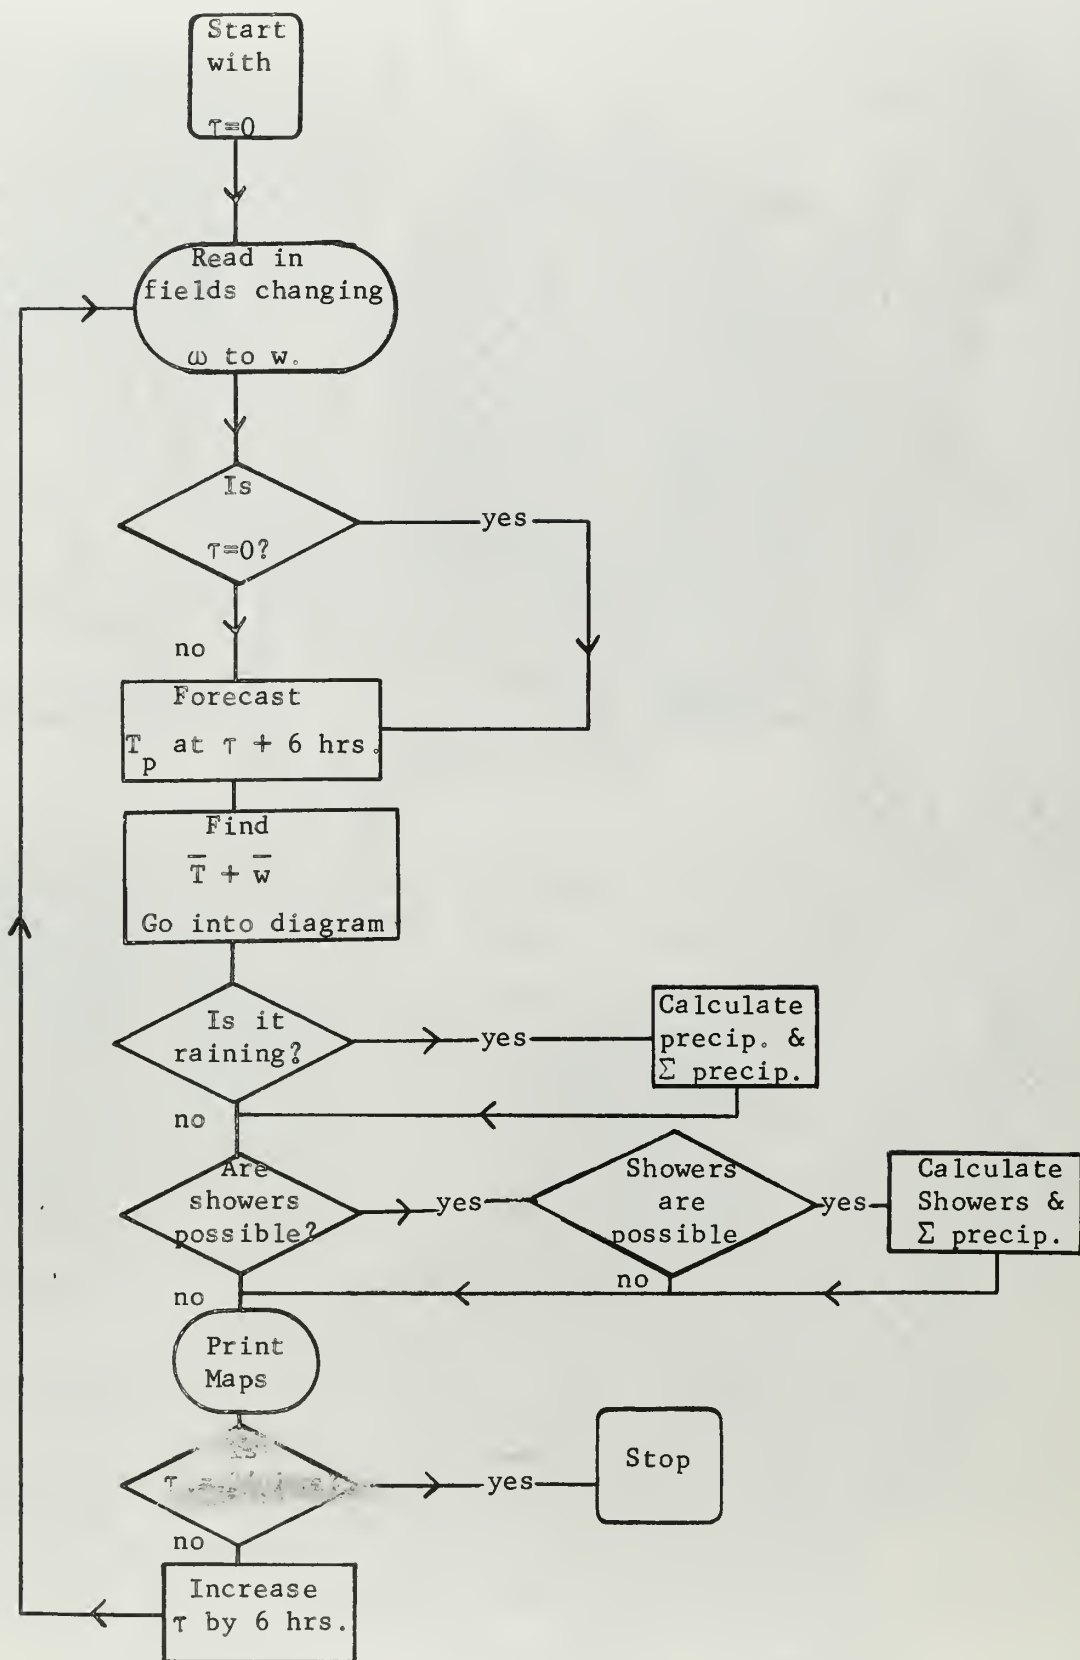 Start
with
τ=0
Read in
fields changing
ω to w.
Is
τ=0?
yes
no
Forecast
T_p at τ + 6 hrs.
Find
T̅ + w̅
Go into diagram
Is it
raining?
yes
Calculate
precip. &
Σ precip.
no
Are
showers
possible?
yes
Showers
are
possible
yes
Calculate
Showers &
Σ precip.
no
no
Print
Maps
τ
yes
Stop
no
Increase
τ by 6 hrs.